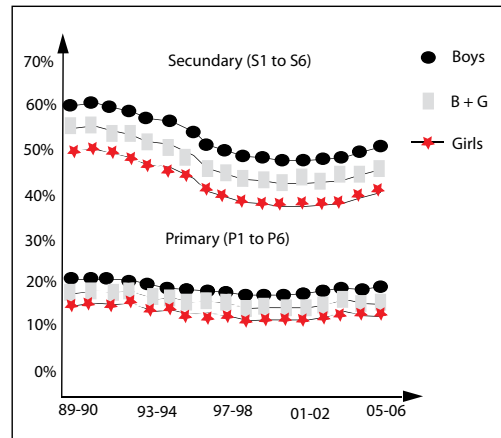 70%
Secundary (S1 to S6)
Boys
60%
B + G
50%
Girls
40%
30%
Primary (P1 to P6)
20%
10%
0%
89-90 93-94 97-98 01-02 05-06